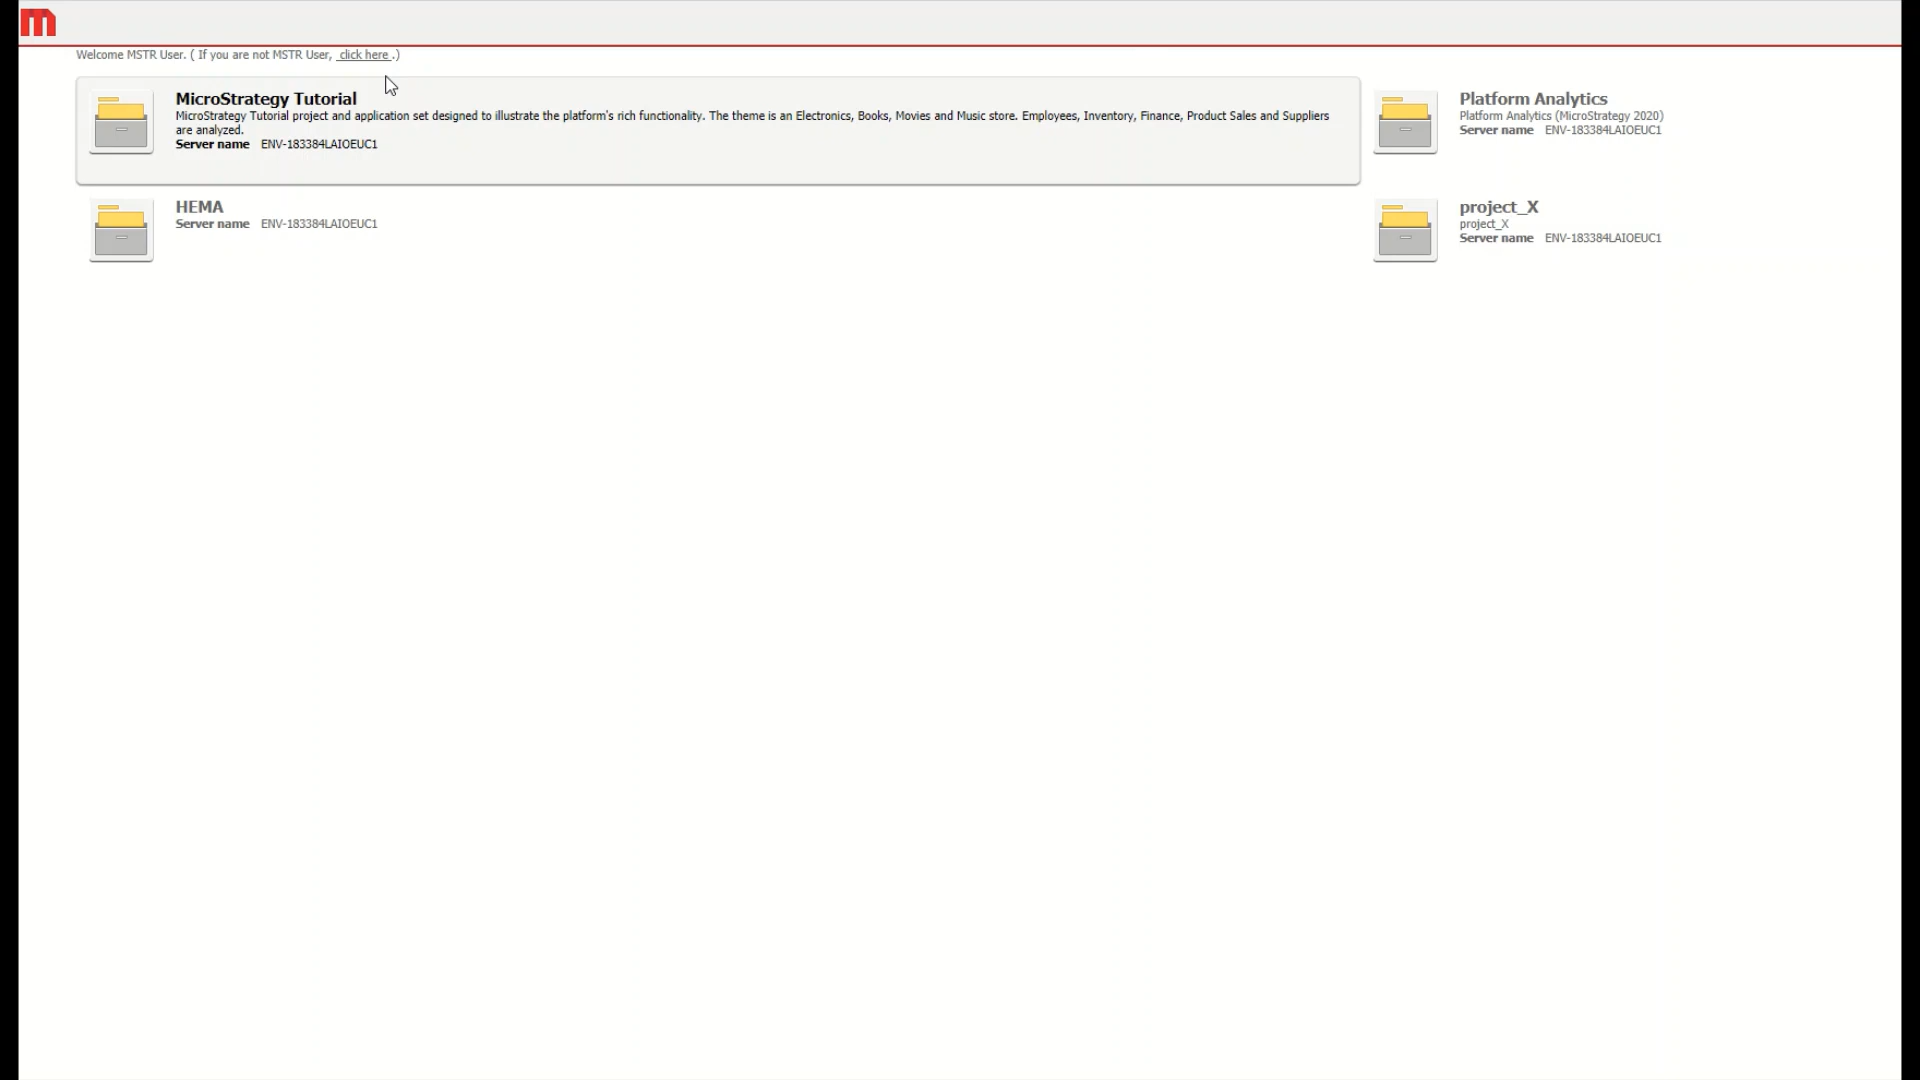 Welcome MSTR User. ( If you are not MSTR User, click here .)
MicroStrategy Tutorial
MicroStrategy Tutorial project and application set designed to illustrate the platform's rich functionality. The theme is an Electronics, Books, Movies and Music store. Employees, Inventory, Finance, Product Sales and Suppliers
are analyzed.
Server name ENV-183384LAIOEUC1
Platform Analytics
Platform Analytics (MicroStrategy 2020)
Server name ENV-183384LAIOEUC1
HEMA
Server name ENV-183384LAIOEUC1
project_X
project_X
Server name ENV-183384LAIOEUC1